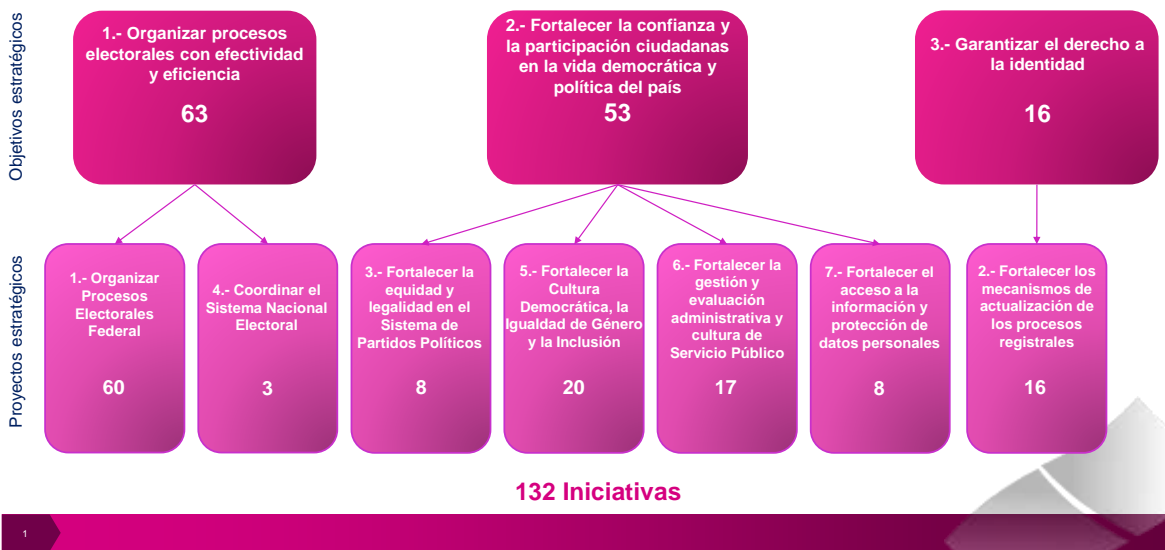 Objetivos estratégicos
1.- Organizar procesos
electorales con efectividad
y eficiencia
63
2.- Fortalecer la confianza y
la participación ciudadanas
en la vida democrática y
política del país
53
3.- Garantizar el derecho a
la identidad
16
Proyectos estratégicos
1.- Organizar
Procesos
Electorales
Federal
60
4.- Coordinar el
Sistema Nacional
Electoral
3
3.- Fortalecer la
equidad y
legalidad en el
Sistema de
Partidos Políticos
8
5.- Fortalecer la
Cultura
Democrática, la
Igualdad de Género
y la Inclusión
20
6.- Fortalecer la
gestión y
evaluación
administrativa y
cultura de
Servicio Público
17
7.- Fortalecer el
acceso a la
información y
protección de
datos personales
8
2.- Fortalecer los
mecanismos de
actualización de
los procesos
registrales
16
132 Iniciativas
1